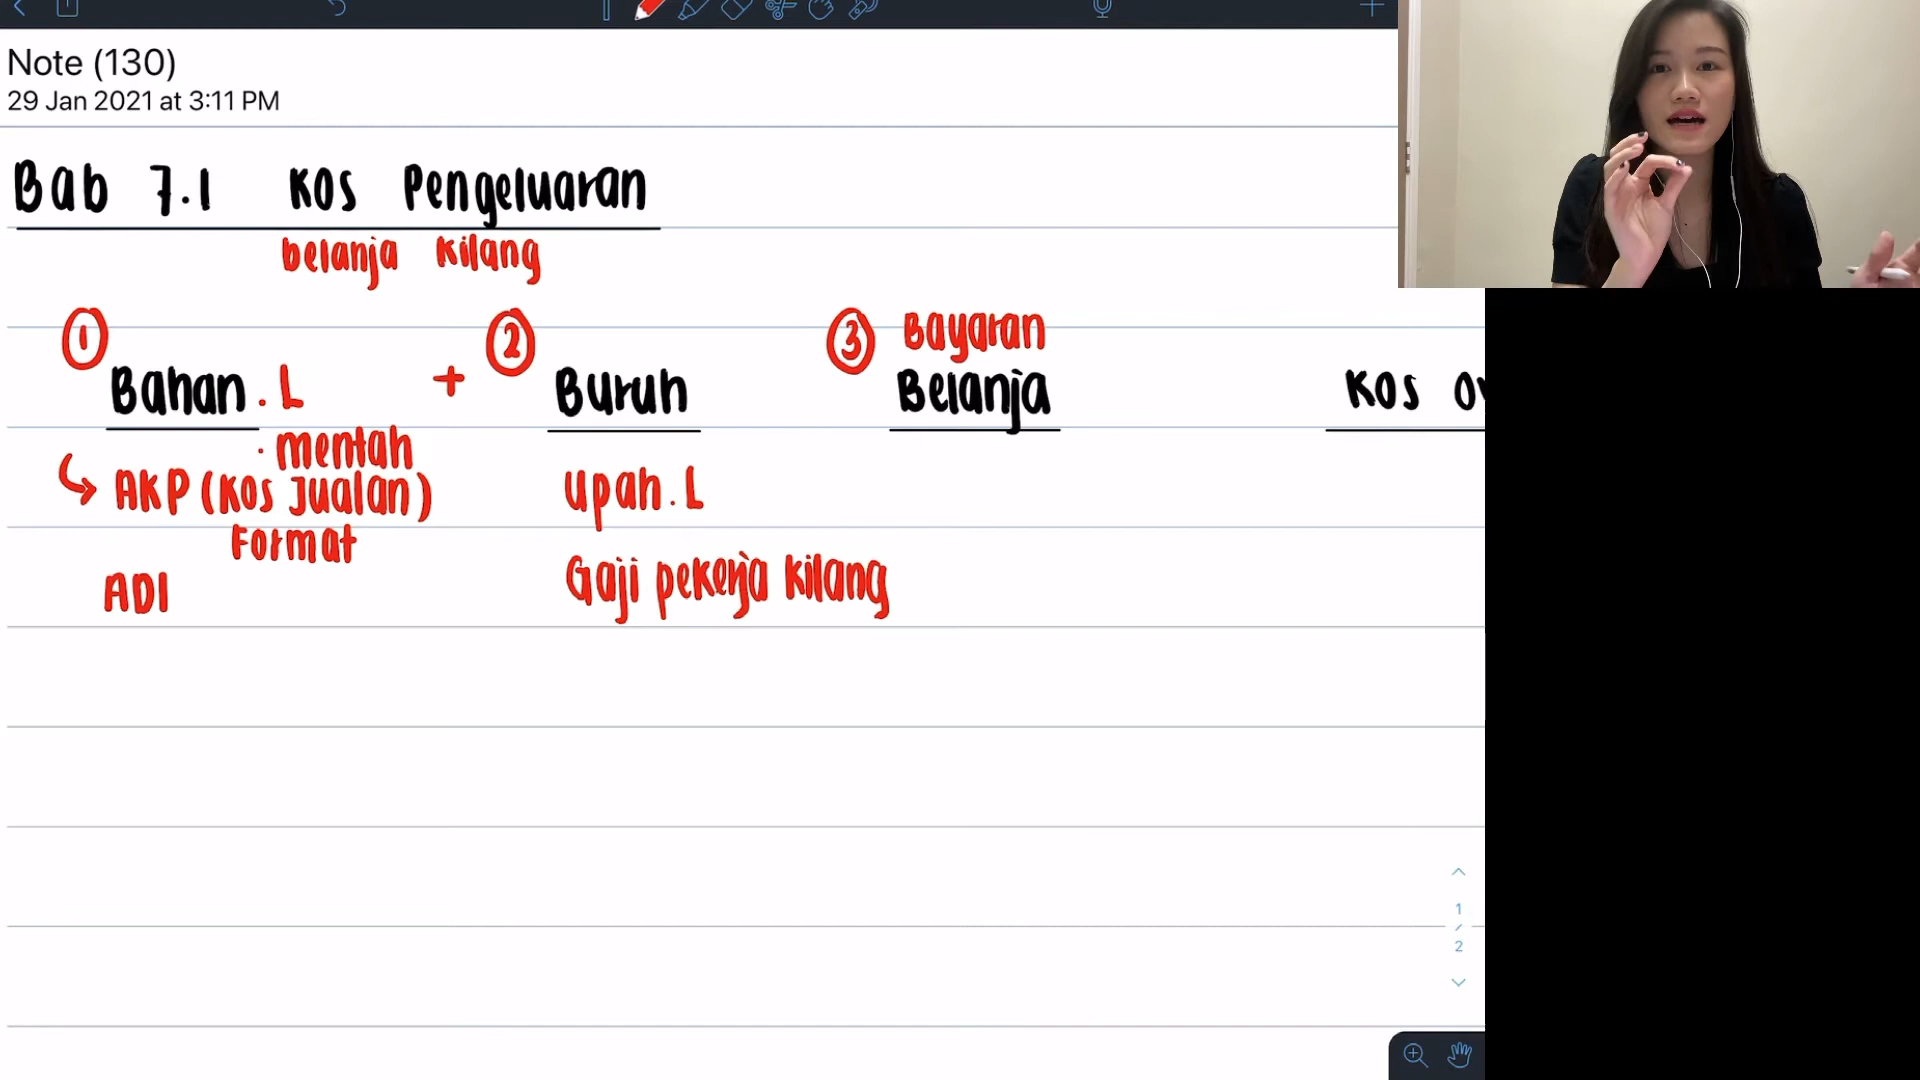 Note (130)
29 Jan 2021 at 3:11 PM
Bab 7.1 Kos Pengeluaran
belanja kilang
1 Bahan . L
. mentah
AKP (Kos Jualan)
Format
ADI
+
2 Buruh
upah . L
Gaji pekerja kilang
3 Bayaran
Belanja
Kos
1
/
2